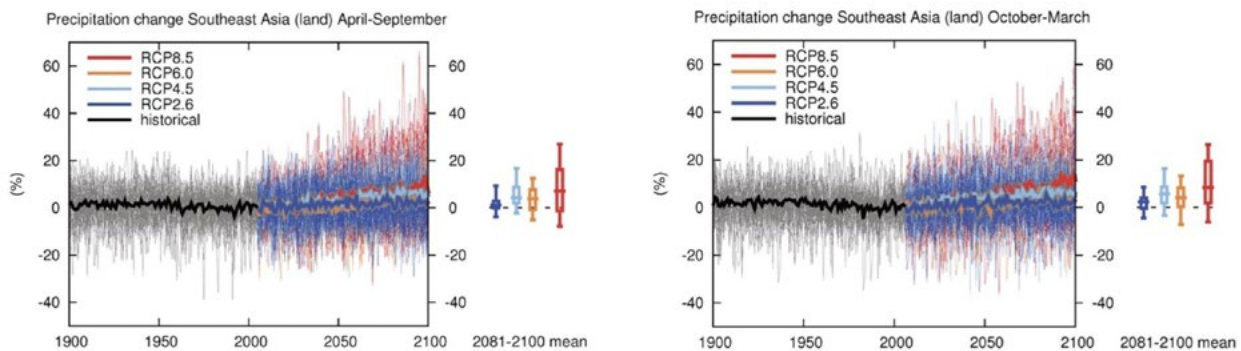 Precipitation change Southeast Asia (land) April-September
(%)
60
40
20
0
-20
-40
RCP8.5
RCP6.0
RCP4.5
RCP2.6
historical
60
40
20
0
-20
-40
1900
1950
2000
2050
2100
2081-2100 mean
Precipitation change Southeast Asia (land) October-March
(%)
60
40
20
0
-20
-40
RCP8.5
RCP6.0
RCP4.5
RCP2.6
historical
60
40
20
0
-20
-40
1900
1950
2000
2050
2100
2081-2100 mean